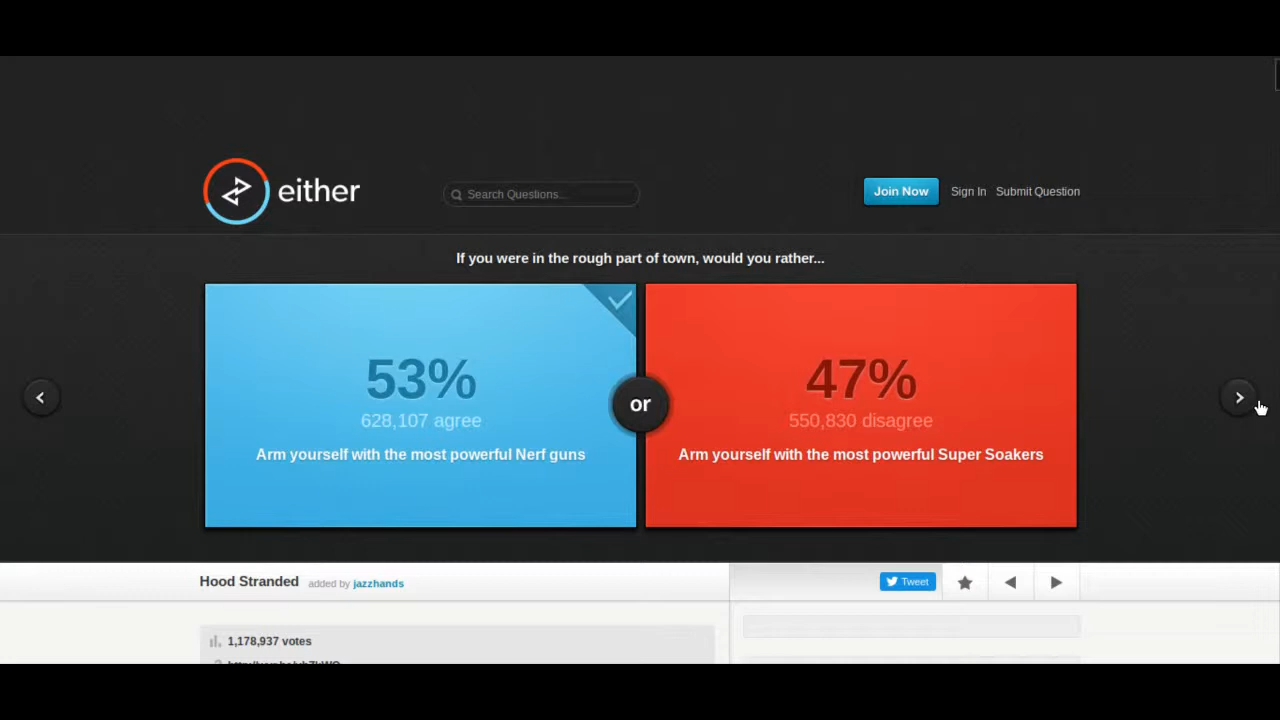 either
Search Questions...
Join Now
Sign In
Submit Question
If you were in the rough part of town, would you rather...
53%
628,107 agree
Arm yourself with the most powerful Nerf guns
or
47%
550,830 disagree
Arm yourself with the most powerful Super Soakers
Hood Stranded added by jazzhands
Tweet
1,178,937 votes